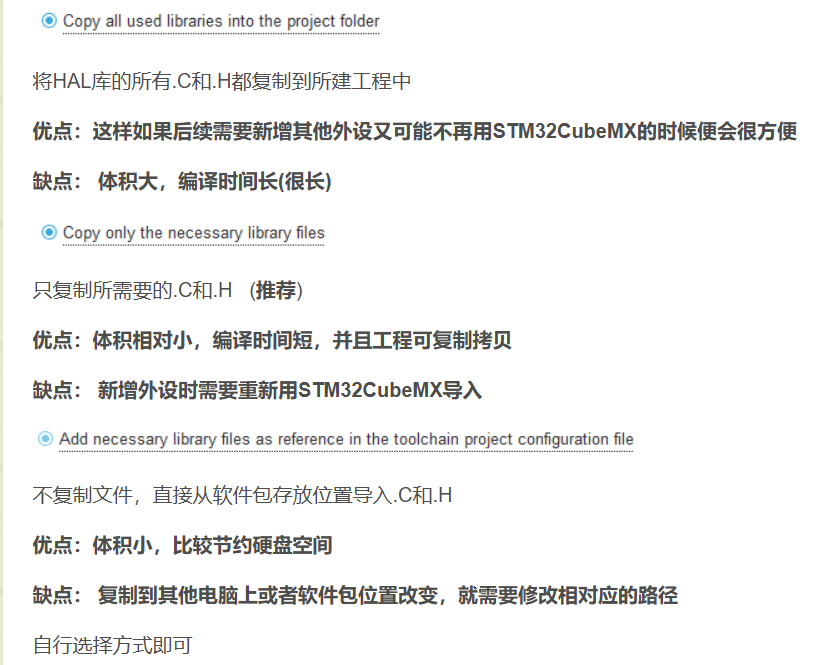 Copy all used libraries into the project folder
将HAL库的所有.C和.H都复制到所建工程中
优点：这样如果后续需要新增其他外设又可能不再用STM32CubeMX的时候便会很方便
缺点： 体积大，编译时间长(很长)
Copy only the necessary library files
只复制所需要的.C和.H （推荐）
优点：体积相对小，编译时间短，并且工程可复制拷贝
缺点： 新增外设时需要重新用STM32CubeMX导入
Add necessary library files as reference in the toolchain project configuration file
不复制文件，直接从软件包存放位置导入.C和.H
优点：体积小，比较节约硬盘空间
缺点： 复制到其他电脑上或者软件包位置改变，就需要修改相对应的路径
自行选择方式即可